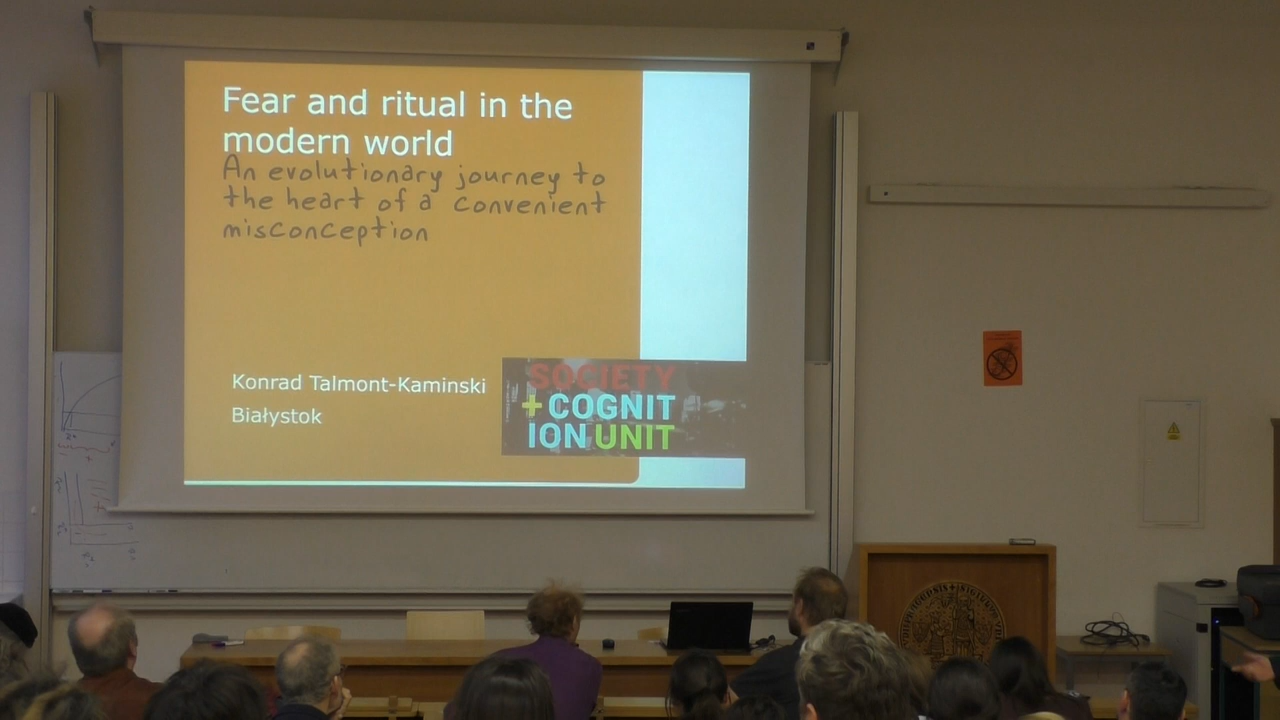 Fear and ritual in the
modern world
An evolutionary journey to
the heart of a convenient
misconception
Konrad Talmont-Kaminski
Białystok
SOCIETY
+ COGNIT
ION UNIT